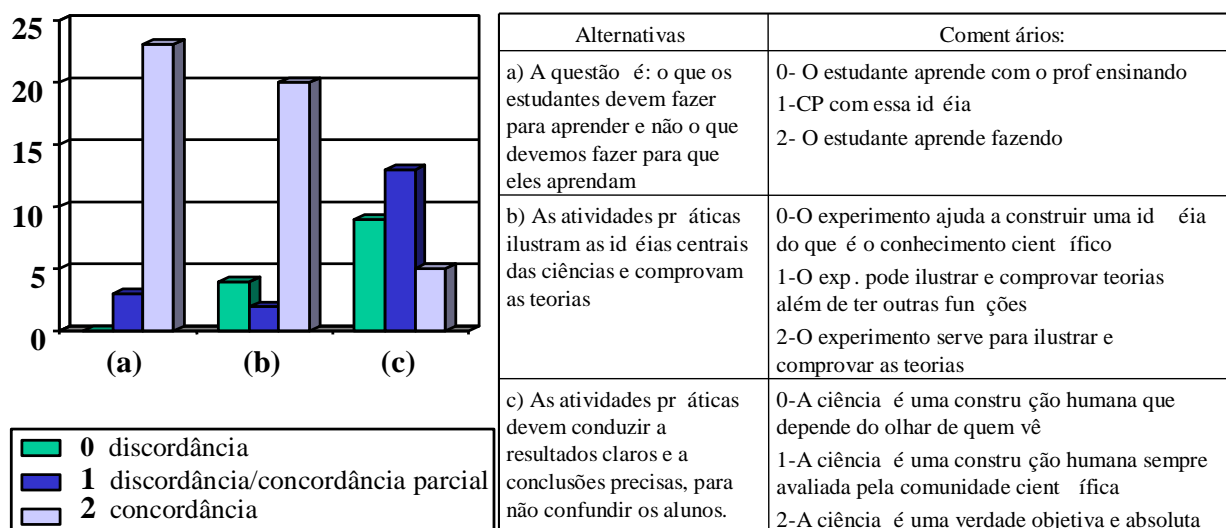 25
20
15
10
5
0
(a) (b) (c)
0 discordância
1 discordância/concordância parcial
2 concordância
Alternativas
Coment ários:
a) A questão é: o que os
estudantes devem fazer
para aprender e não o que
devemos fazer para que
eles aprendam
0- O estudante aprende com o prof ensinando
1-CP com essa id éia
2- O estudante aprende fazendo
b) As atividades pr áticas
ilustram as id éias centrais
das ciências e comprovam
as teorias
0-O experimento ajuda a construir uma id éia
do que é o conhecimento cient ífico
1-O exp. pode ilustrar e comprovar teorias
além de ter outras fun ções
2-O experimento serve para ilustrar e
comprovar as teorias
c) As atividades pr áticas
devem conduzir a
resultados claros e a
conclusões precisas, para
não confundir os alunos.
0-A ciência é uma constru ção humana que
depende do olhar de quem vê
1-A ciência é uma constru ção humana sempre
avaliada pela comunidade cient ífica
2-A ciência é uma verdade objetiva e absoluta